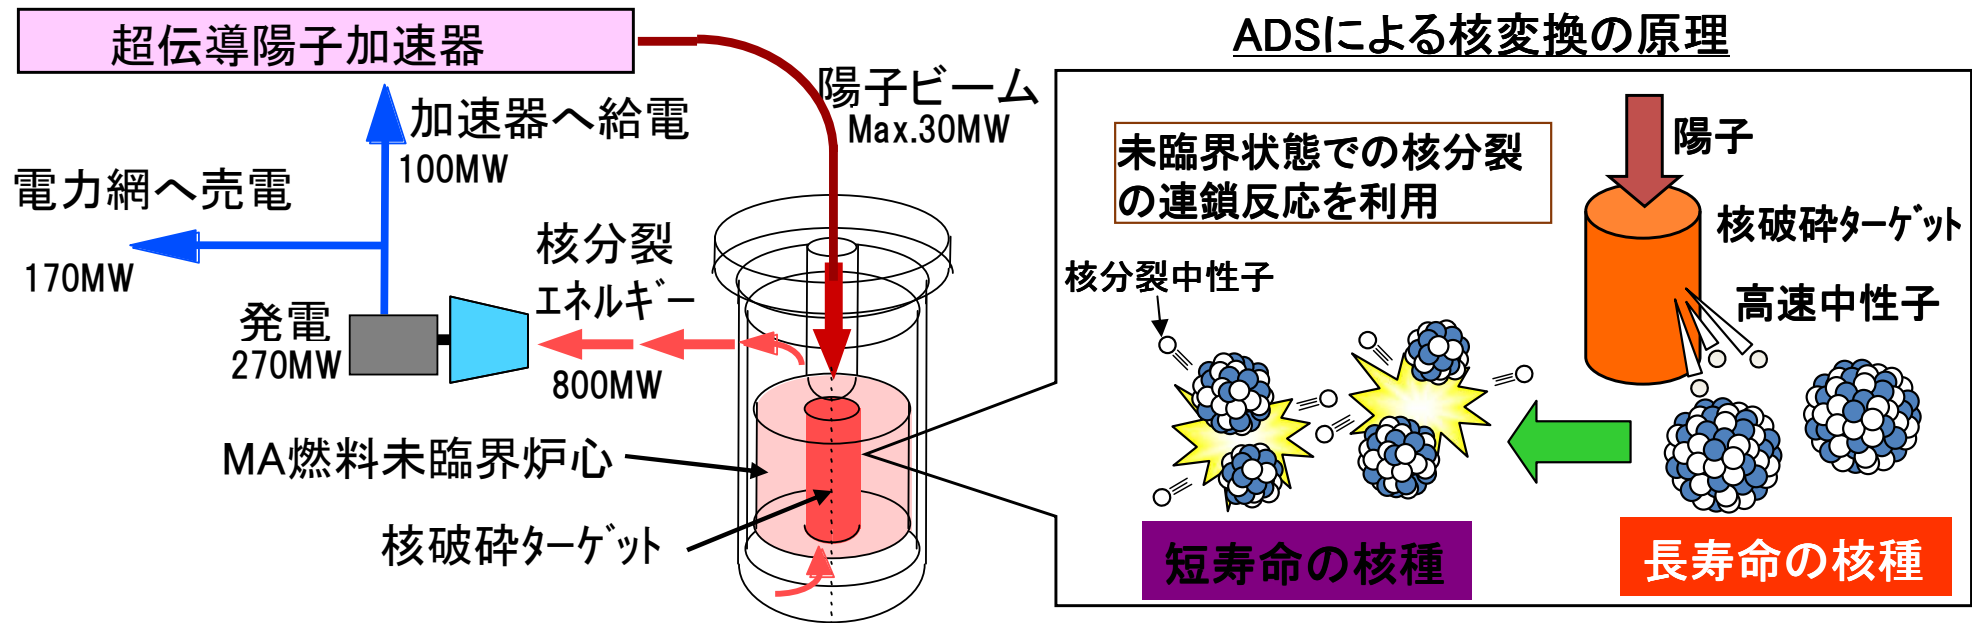 超伝導陽子加速器
陽子ビーム
Max.30MW
加速器へ給電
100MW
電力網へ売電
170MW
発電
270MW
核分裂
エネルギー
800MW
MA燃料未臨界炉心
核破砕ターゲット
ADSによる核変換の原理
未臨界状態での核分裂
の連鎖反応を利用
陽子
核破砕ターゲット
高速中性子
核分裂中性子
短寿命の核種
長寿命の核種